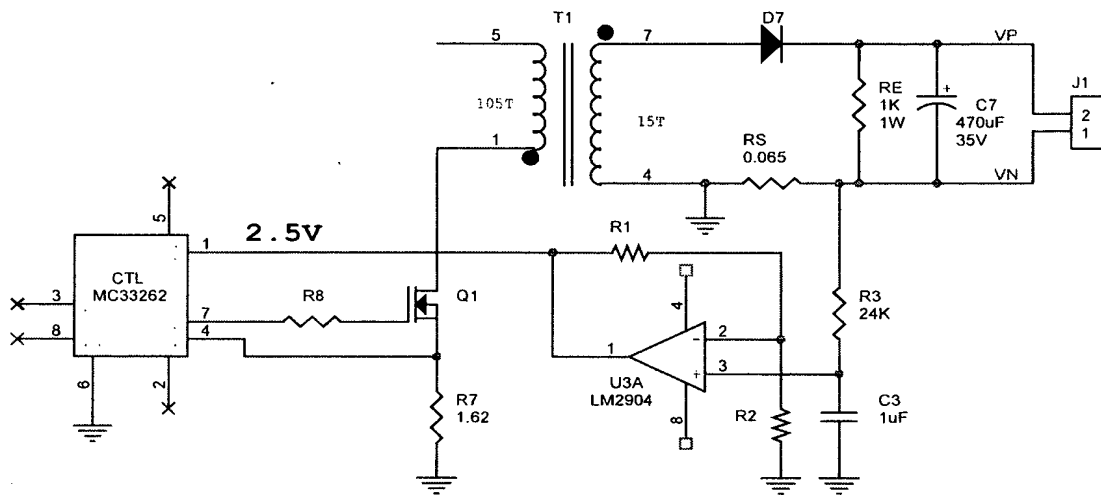 T1
D7
5
7
VP
J1
105T
15T
RE
1K
1W
+
C7
470uF
35V
2
1
RS
0.065
1
4
VN
5
1
2.5V
R1
CTL
MC33262
3
8
7
4
R8
Q1
6
2
R7
1.62
4
1
2
3
-
+
U3A
LM2904
8
R2
R3
24K
C3
1uF